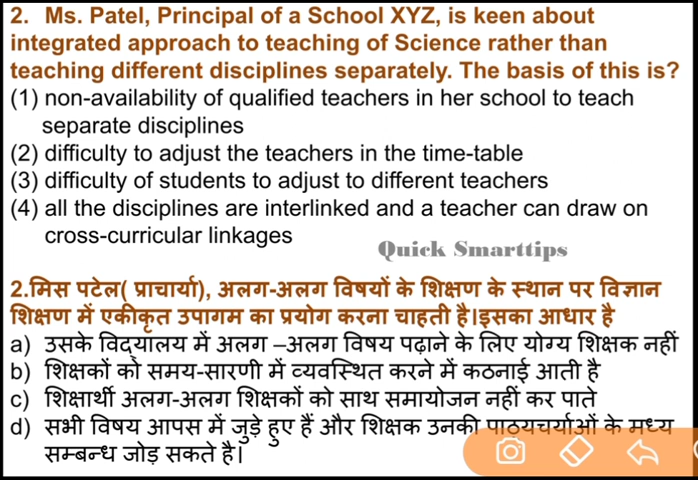 2. Ms. Patel, Principal of a School XYZ, is keen about
integrated approach to teaching of Science rather than
teaching different disciplines separately. The basis of this is?
(1) non-availability of qualified teachers in her school to teach
separate disciplines
(2) difficulty to adjust the teachers in the time-table
(3) difficulty of students to adjust to different teachers
(4) all the disciplines are interlinked and a teacher can draw on
cross-curricular linkages
Quick Smarttips
2.मिस पटेल( प्राचार्या), अलग-अलग विषयों के शिक्षण के स्थान पर विज्ञान
शिक्षण में एकीकृत उपागम का प्रयोग करना चाहती है।इसका आधार है
a) उसके विद्यालय में अलग –अलग विषय पढ़ाने के लिए योग्य शिक्षक नहीं
b) शिक्षकों को समय-सारणी में व्यवस्थित करने में कठनाई आती है
c) शिक्षार्थी अलग-अलग शिक्षकों को साथ समायोजन नहीं कर पाते
d) सभी विषय आपस में जुड़े हुए हैं और शिक्षक उनकी पाठ्यचर्याओं के मध्य
सम्बन्ध जोड़ सकते है।